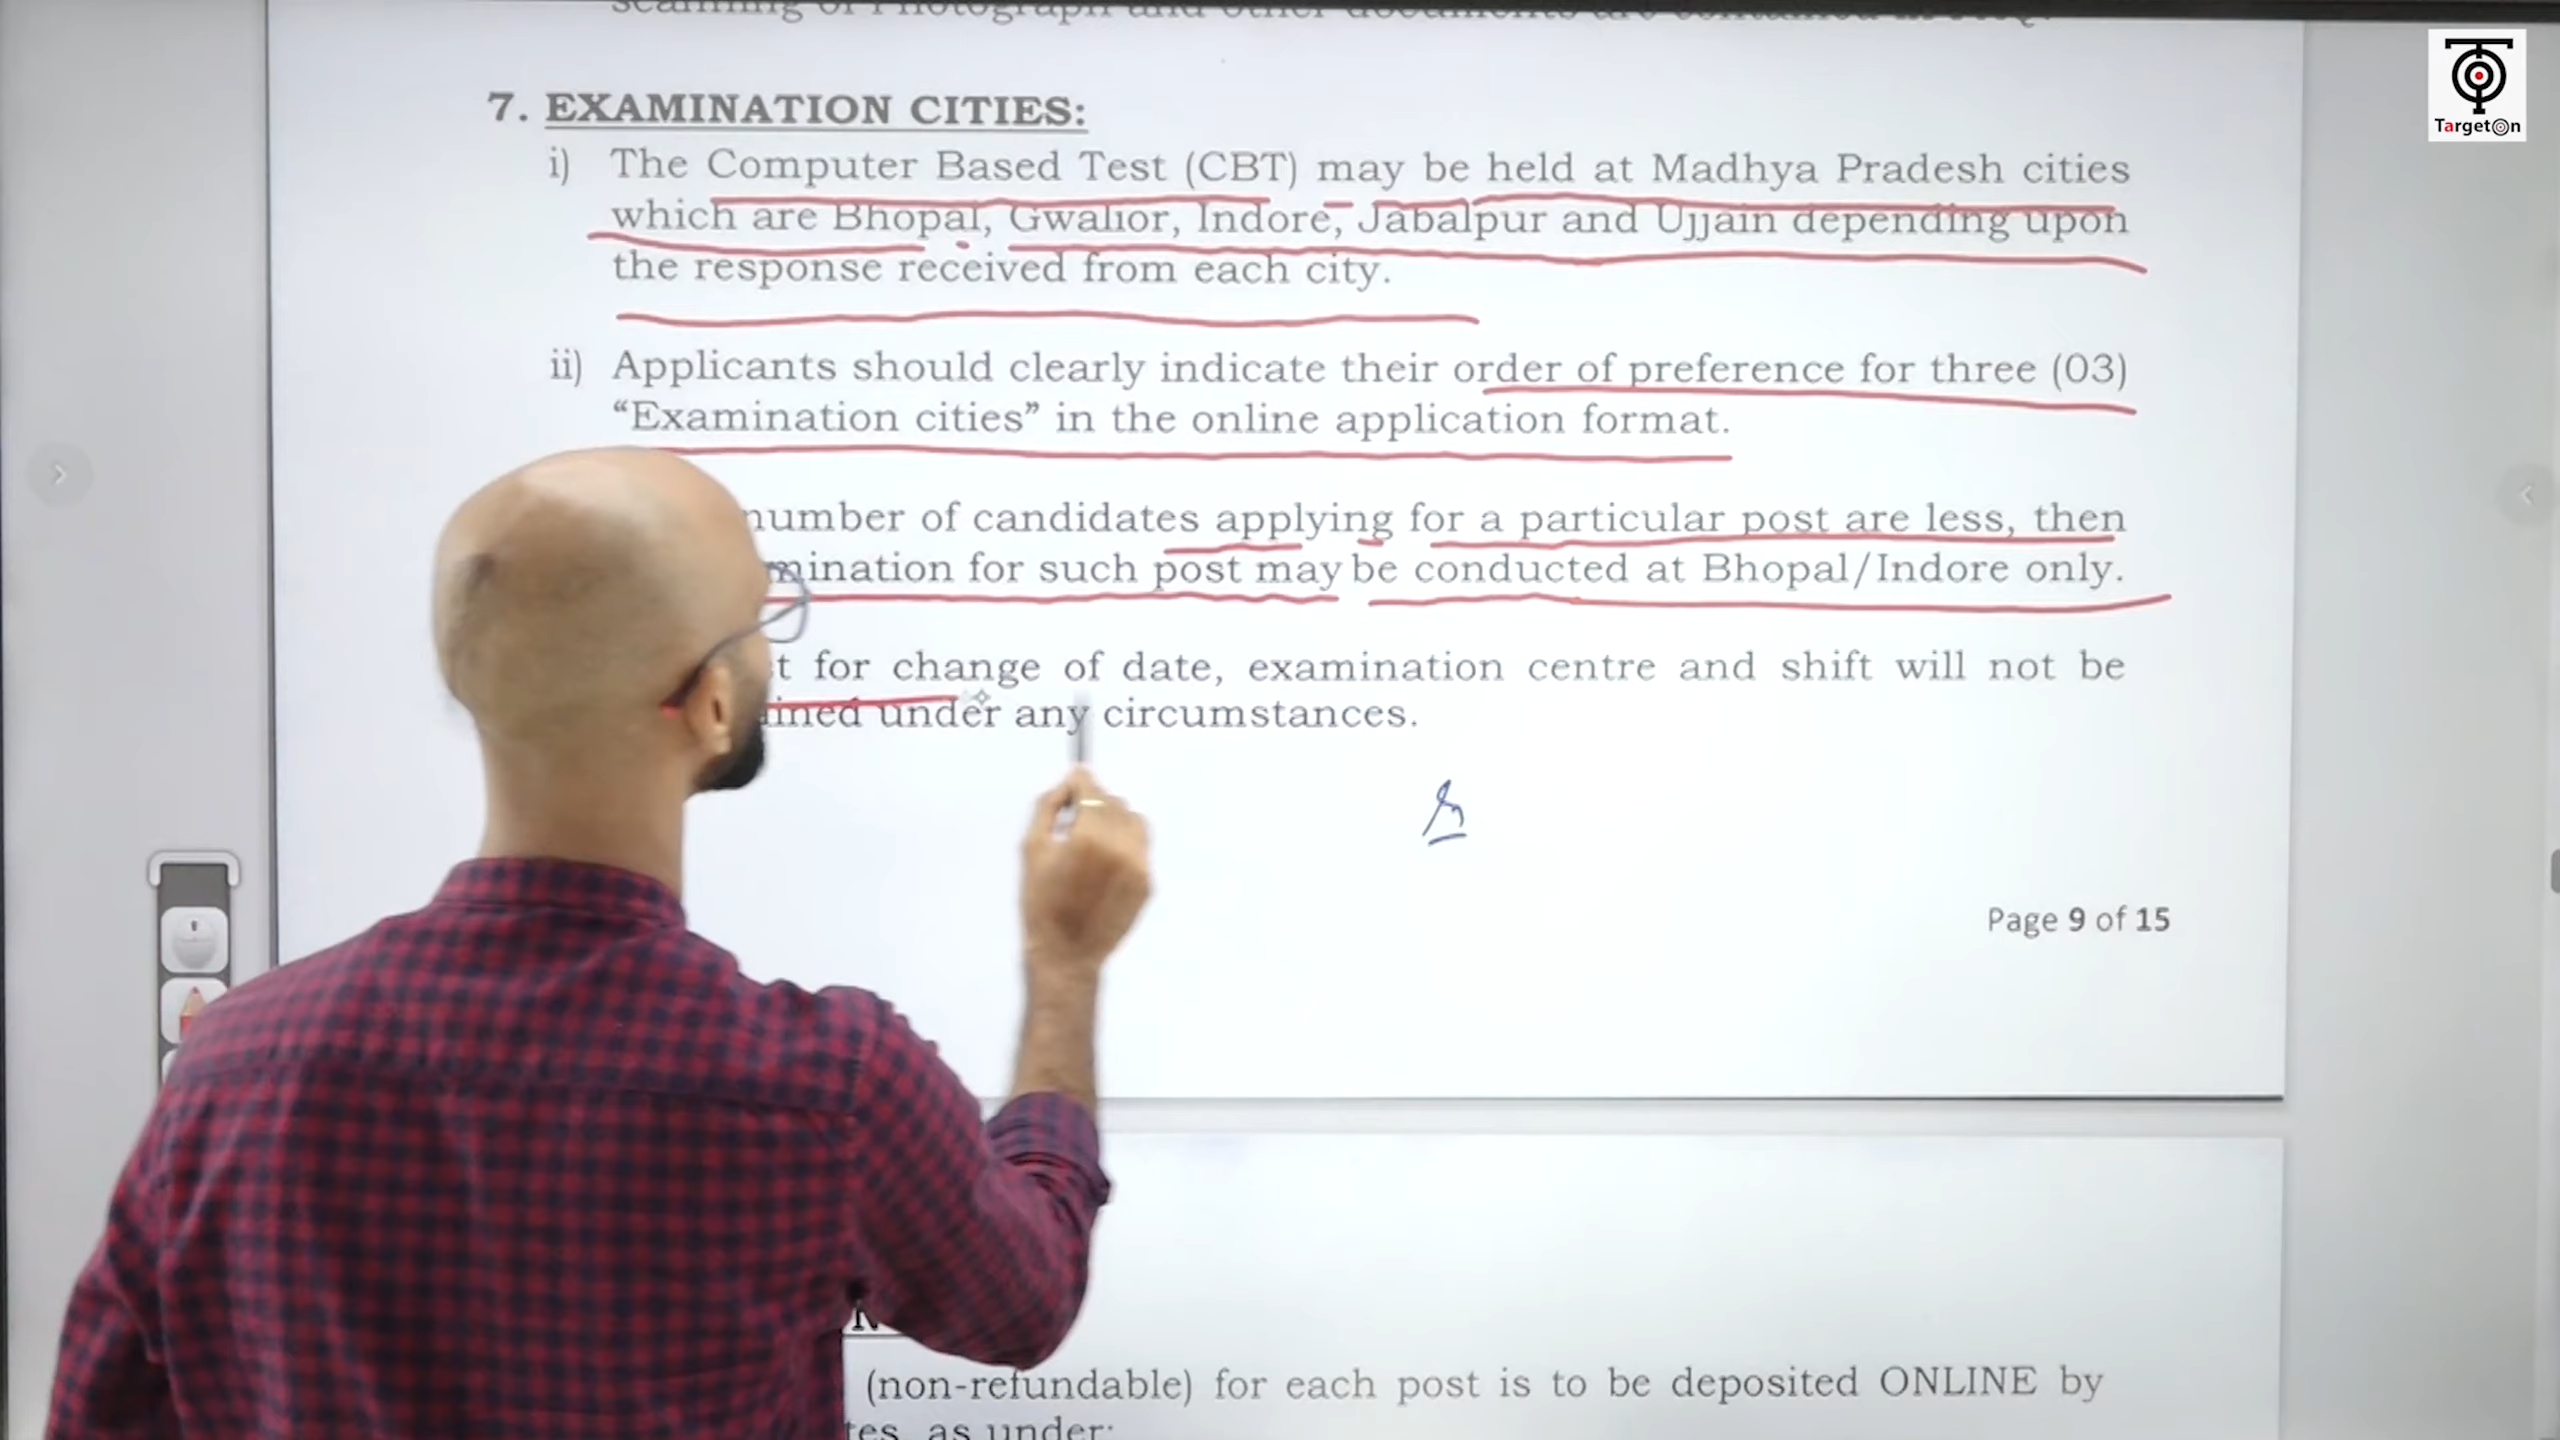 7. EXAMINATION CITIES:
i) The Computer Based Test (CBT) may be held at Madhya Pradesh cities
which are Bhopal, Gwalior, Indore, Jabalpur and Ujjain depending upon
the response received from each city.
ii) Applicants should clearly indicate their order of preference for three (03)
“Examination cities” in the online application format.
number of candidates applying for a particular post are less, then
mination for such post may be conducted at Bhopal/Indore only.
t for change of date, examination centre and shift will not be
ined under any circumstances.
Page 9 of 15
(non-refundable) for each post is to be deposited ONLINE by
as under:
TargetOn